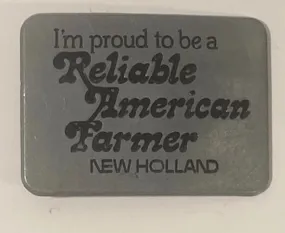 I'm proud to be a
Reliable
American
Farmer
NEW HOLLAND